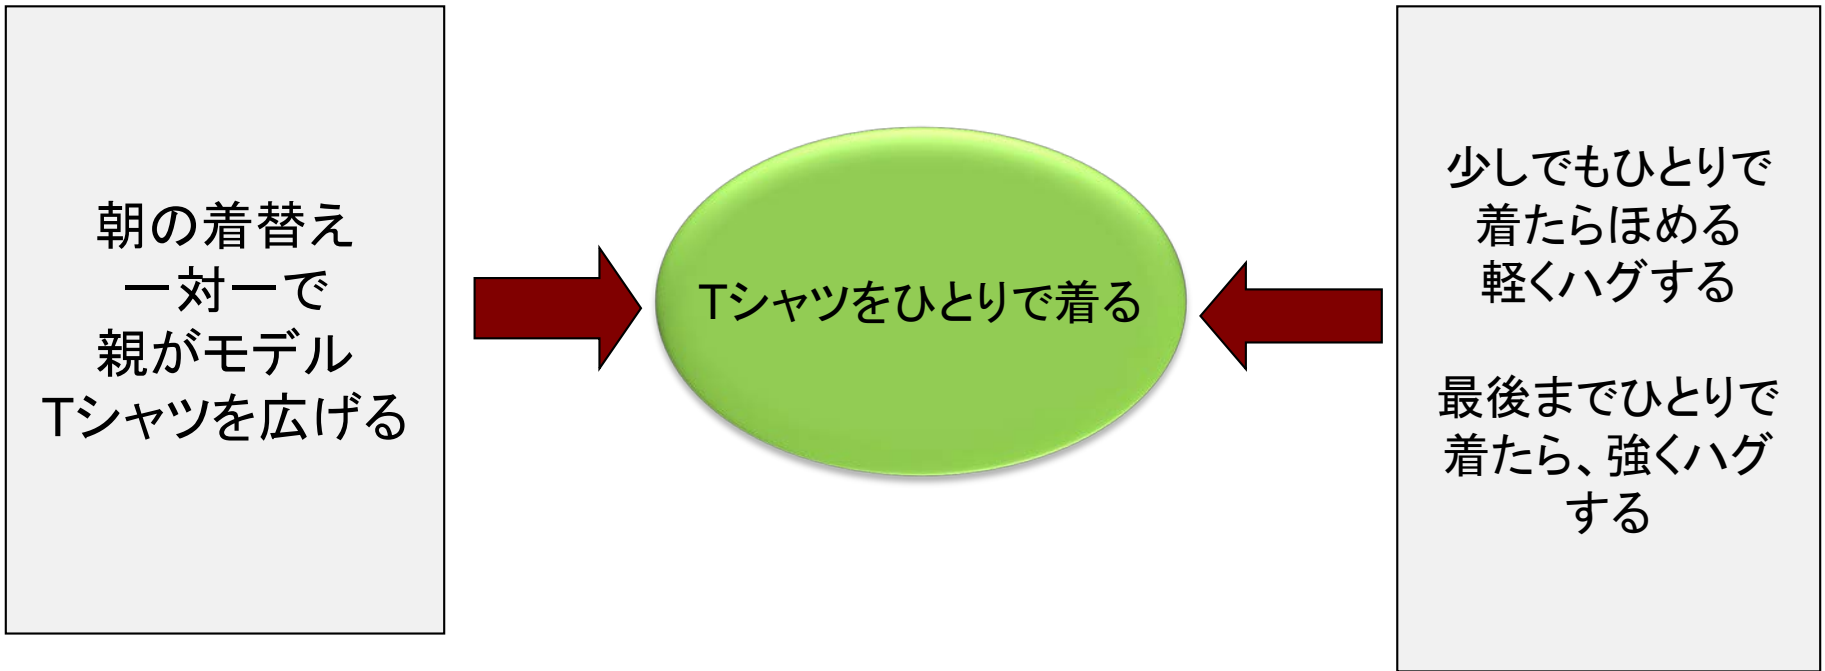 朝の着替え
一対一で
親がモデル
Tシャツを広げる
Tシャツをひとりで着る
少しでもひとりで
着たらほめる
軽くハグする
最後までひとりで
着たら、強くハグ
する